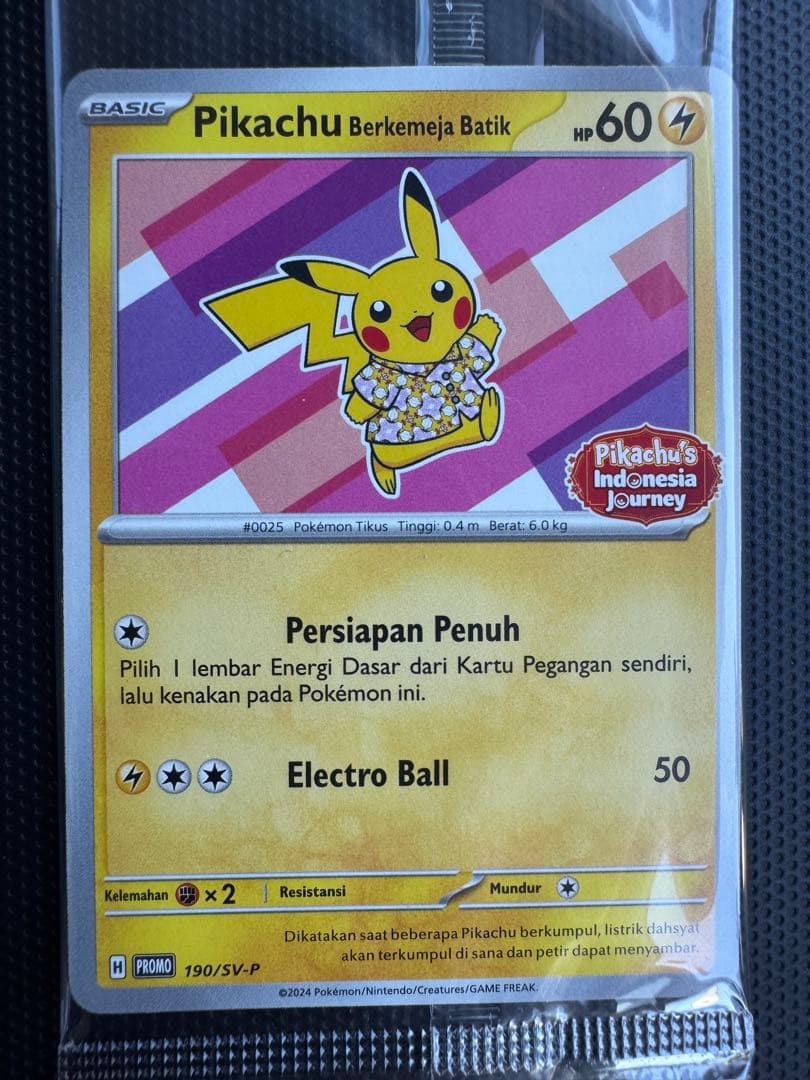 BASIC
Pikachu Berkemeja Batik HP 60
Pikachu's
Indonesia
Journey
#0025 Pokémon Tikus Tinggi: 0.4 m Berat: 6.0 kg
Persiapan Penuh
Pilih 1 lembar Energi Dasar dari Kartu Pegangan sendiri,
lalu kenakan pada Pokémon ini.
Electro Ball 50
Kelemahan ×2 Resistansi Mundur
Dikatakan saat beberapa Pikachu berkumpul, listrik dahsyat
akan terkumpul di sana dan petir dapat menyambar.
H PROMO 190/SV-P
©2024 Pokémon/Nintendo/Creatures/GAME FREAK.